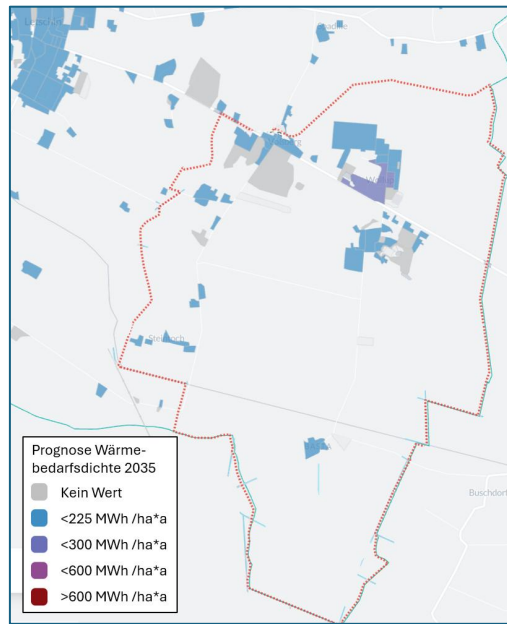 Letschin
Buschdorf
Prognose Wärme-
bedarfsdichte 2035
Kein Wert
<225 MWh /ha*a
<300 MWh /ha*a
<600 MWh /ha*a
>600 MWh /ha*a